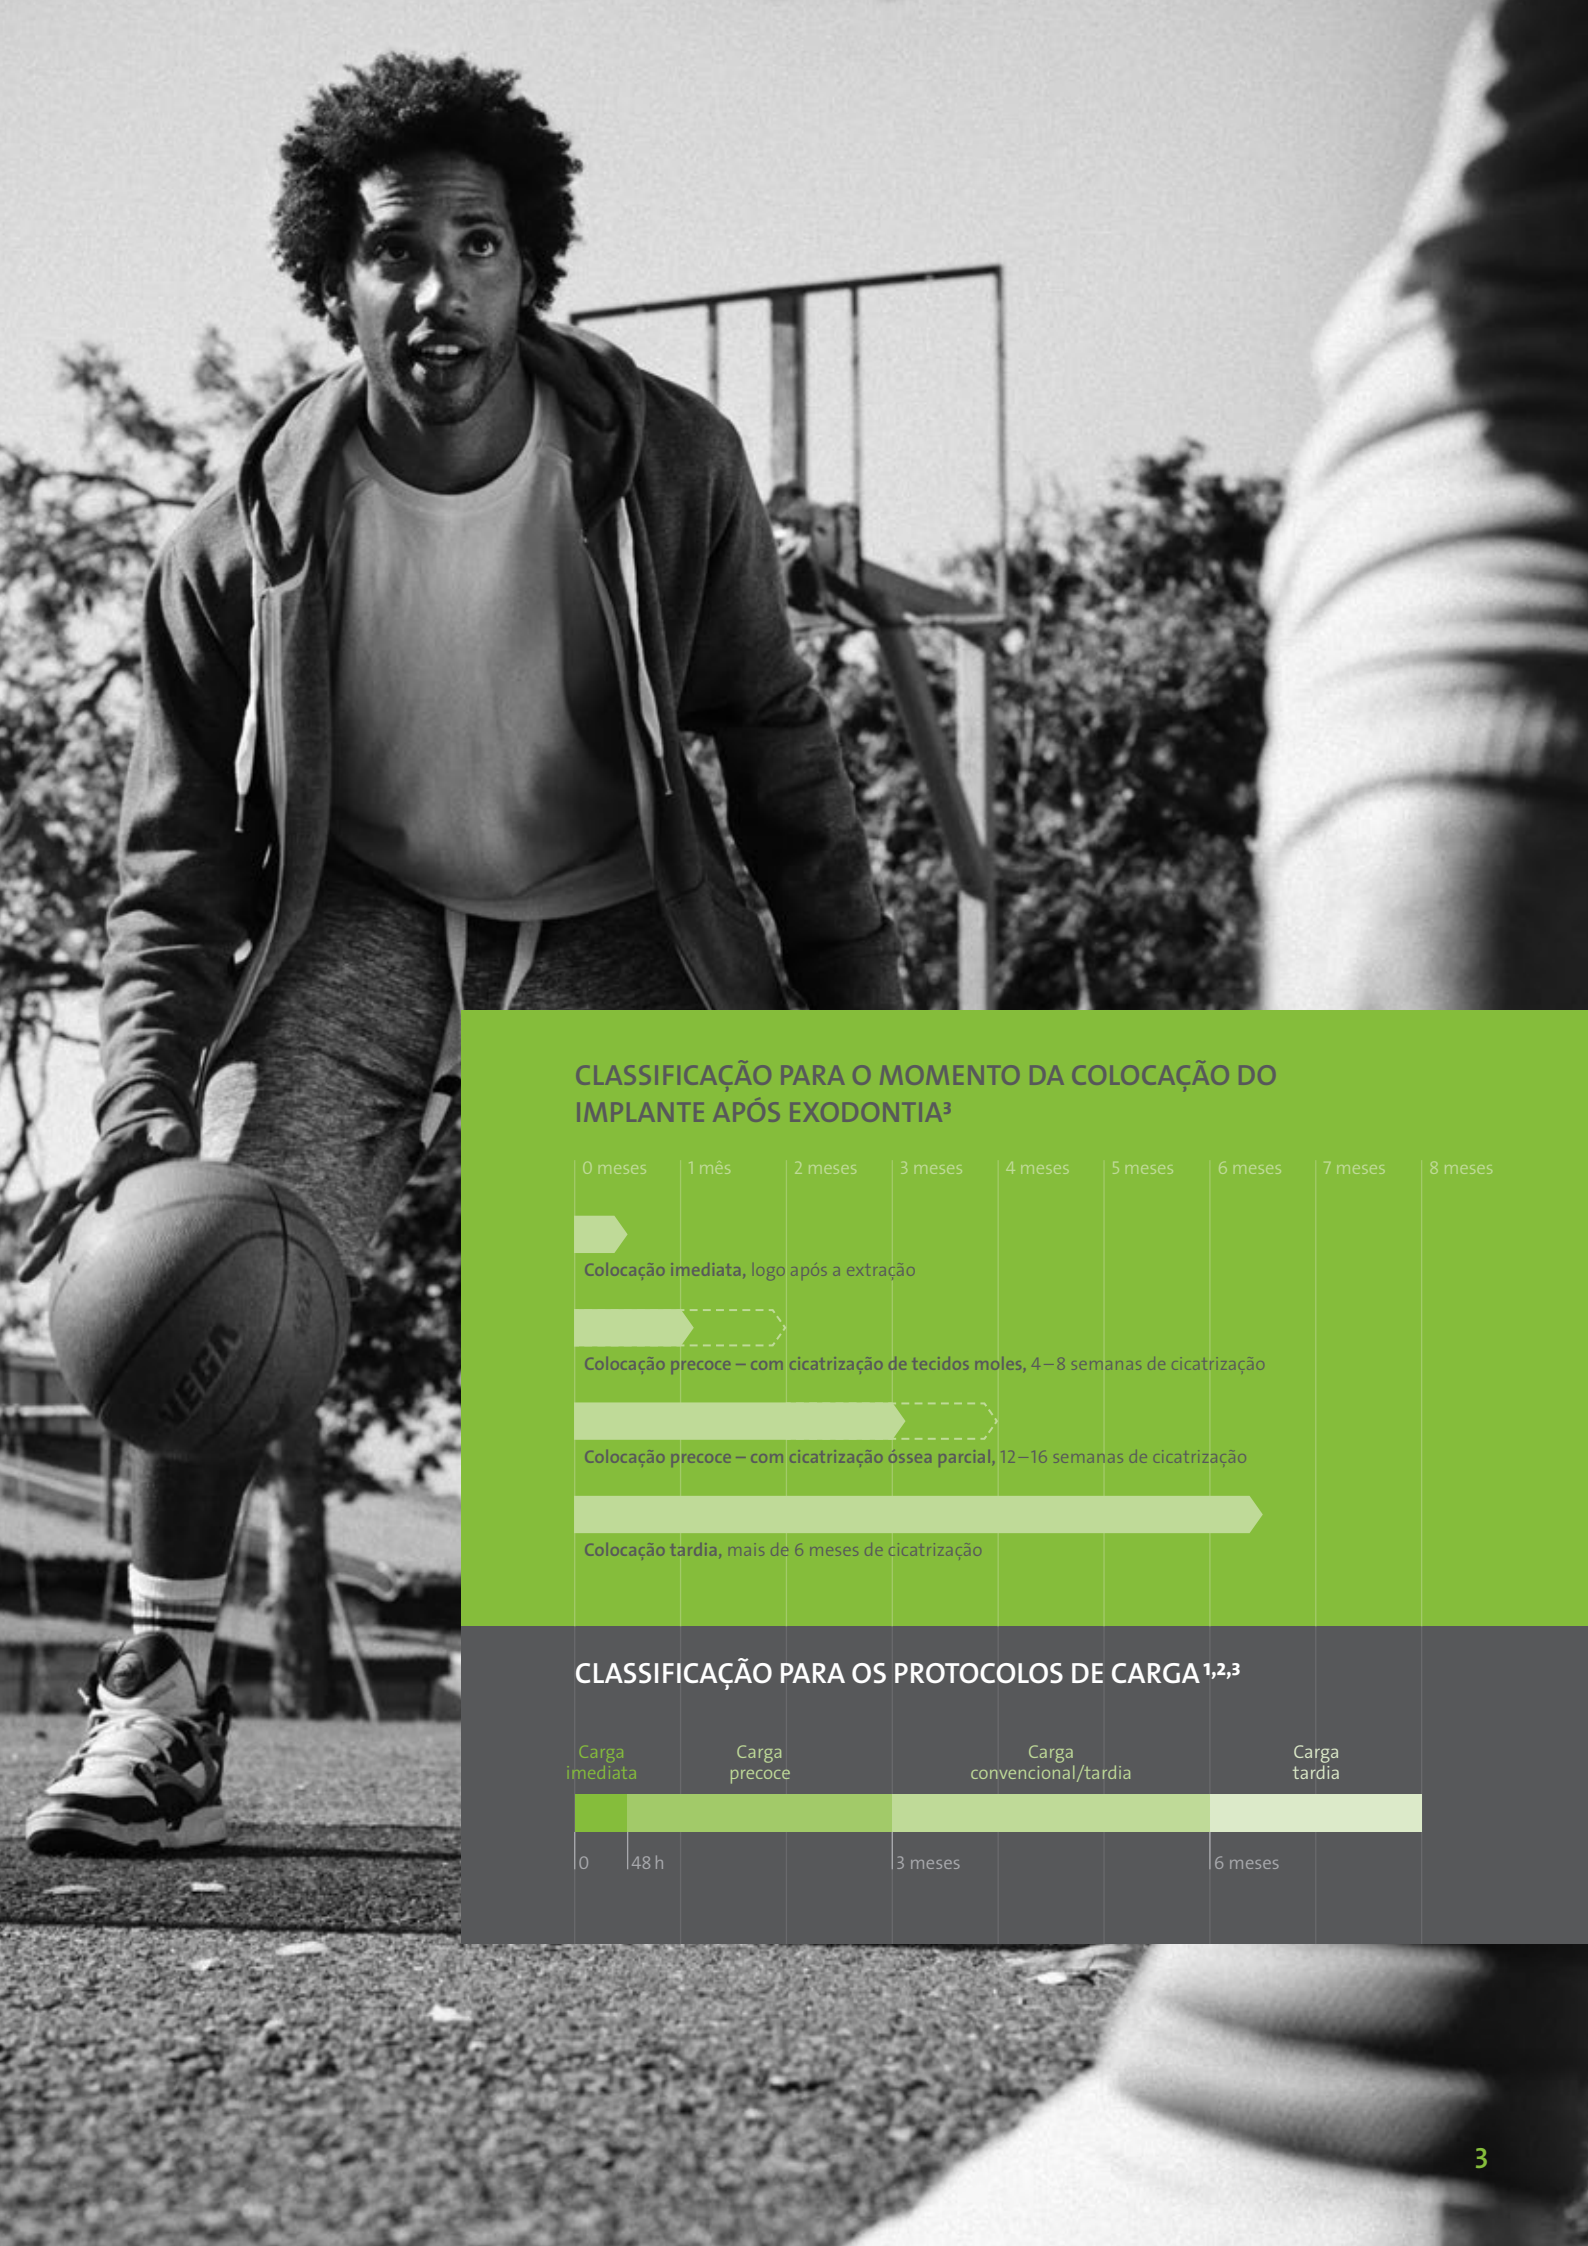 CLASSIFICAÇÃO PARA O MOMENTO DA COLOCAÇÃO DO
IMPLANTE APÓS EXODONTIA³
0 meses 1 mês 2 meses 3 meses 4 meses 5 meses 6 meses 7 meses 8 meses
Colocação imediata, logo após a extração
Colocação precoce – com cicatrização de tecidos moles, 4–8 semanas de cicatrização
Colocação precoce – com cicatrização óssea parcial, 12–16 semanas de cicatrização
Colocação tardia, mais de 6 meses de cicatrização
CLASSIFICAÇÃO PARA OS PROTOCOLOS DE CARGA¹,²,³
Carga imediata
Carga precoce
Carga convencional/tardia
Carga tardia
0 48 h 3 meses 6 meses
VEGA
3